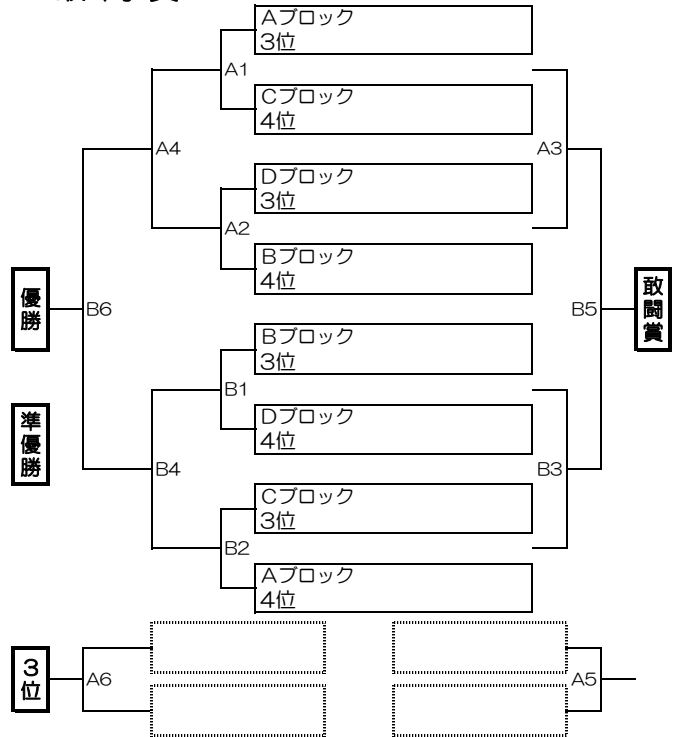 Aブロック
3位
A1
Cブロック
4位
A4
A3
Dブロック
3位
A2
Bブロック
4位
優勝
B6
B5
敢闘賞
Bブロック
3位
B1
Dブロック
4位
準優勝
B4
B3
Cブロック
3位
B2
Aブロック
4位
3位
A6
A5